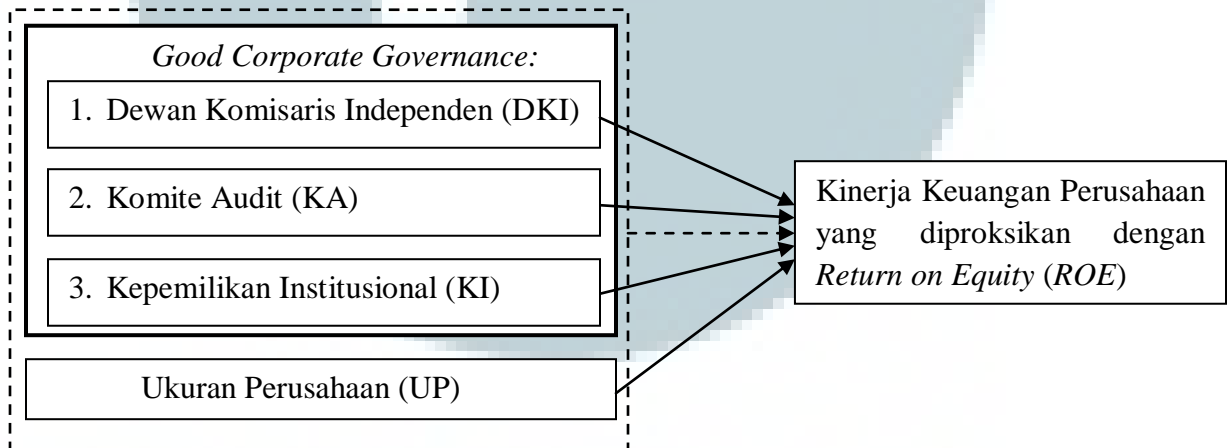 Good Corporate Governance:
1. Dewan Komisaris Independen (DKI)
2. Komite Audit (KA)
3. Kepemilikan Institusional (KI)
Ukuran Perusahaan (UP)
Kinerja Keuangan Perusahaan
yang diproksikan dengan
Return on Equity (ROE)